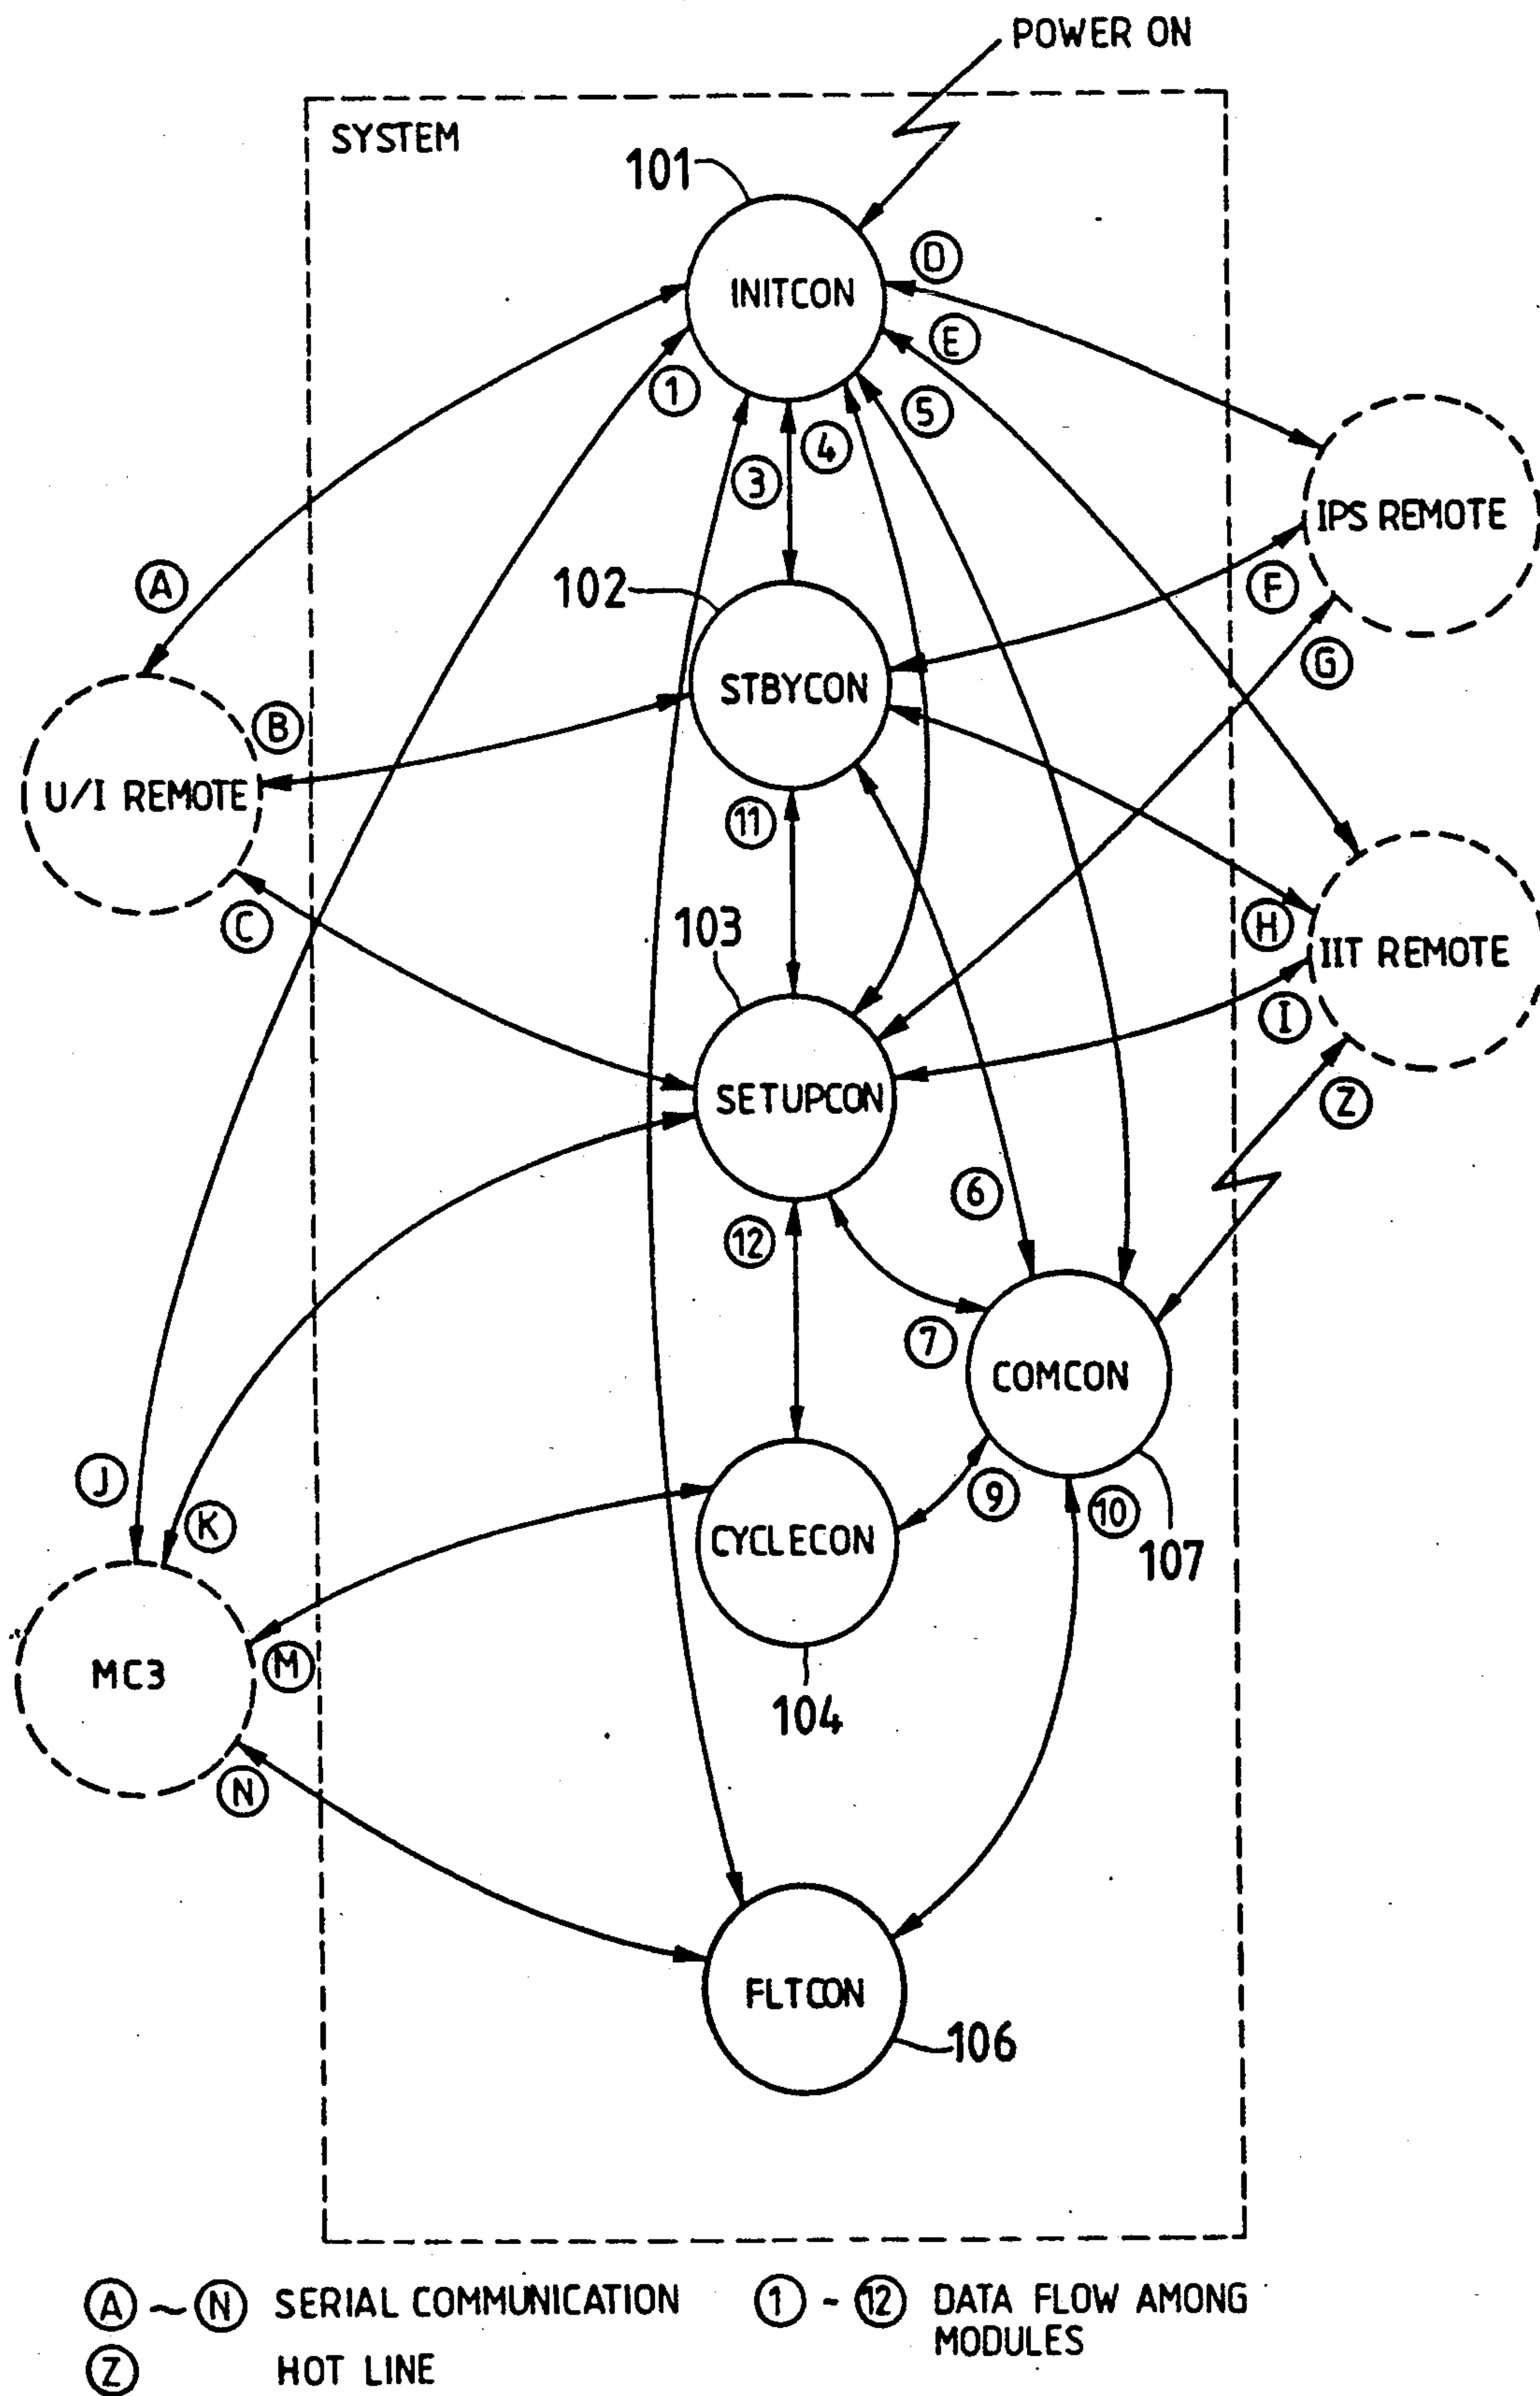 POWER ON
SYSTEM
101
D
INITCON
E
1
5
4
3
IPS REMOTE
102
A
F
G
STBYCON
B
U/I REMOTE
11
C
103
H
IIT REMOTE
I
SETUPCON
Z
6
12
7
COMCON
J
K
9
10
CYCLECON
107
M
MC3
104
N
FLTCON
106
A ~ N SERIAL COMMUNICATION
1 - 12 DATA FLOW AMONG
MODULES
Z HOT LINE